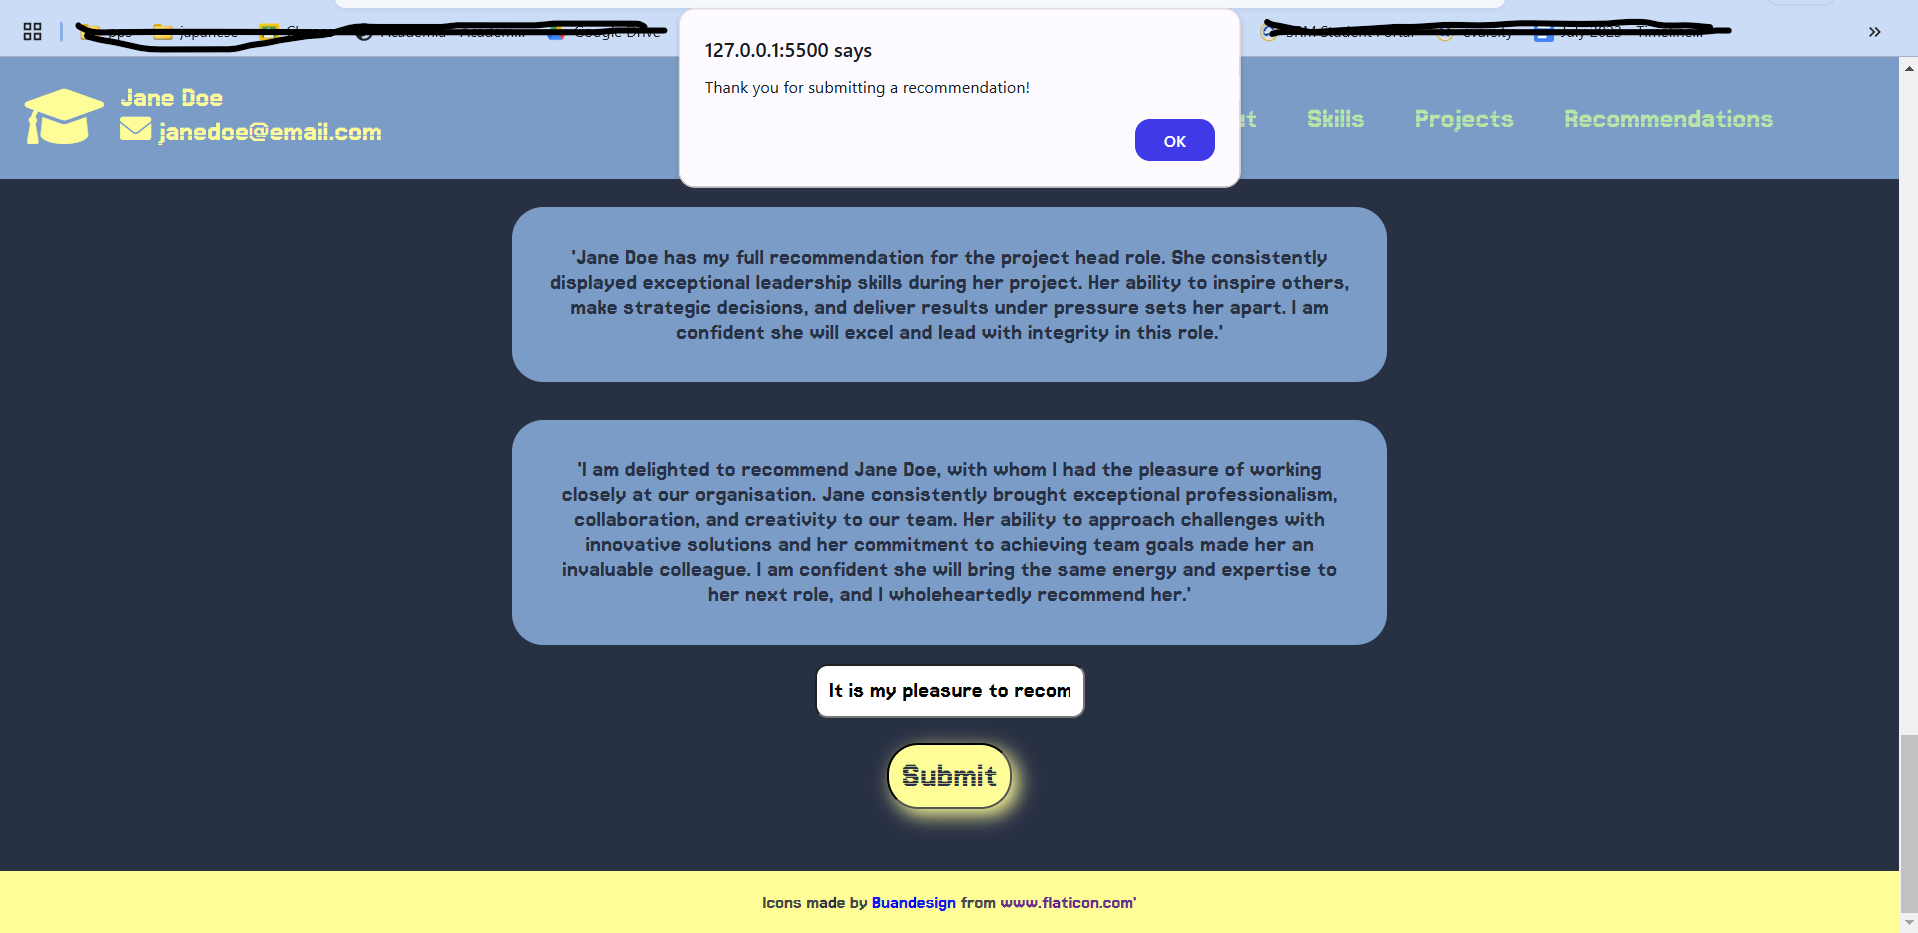 127.0.0.1:5500 says
Thank you for submitting a recommendation!
OK
Jane Doe
janedoe@email.com
Skills
Projects
Recommendations
'Jane Doe has my full recommendation for the project head role. She consistently
displayed exceptional leadership skills during her project. Her ability to inspire others,
make strategic decisions, and deliver results under pressure sets her apart. I am
confident she will excel and lead with integrity in this role.'
'I am delighted to recommend Jane Doe, with whom I had the pleasure of working
closely at our organisation. Jane consistently brought exceptional professionalism,
collaboration, and creativity to our team. Her ability to approach challenges with
innovative solutions and her commitment to achieving team goals made her an
invaluable colleague. I am confident she will bring the same energy and expertise to
her next role, and I wholeheartedly recommend her.'
It is my pleasure to recom
Submit
Icons made by Buandesign from www.flaticon.com'